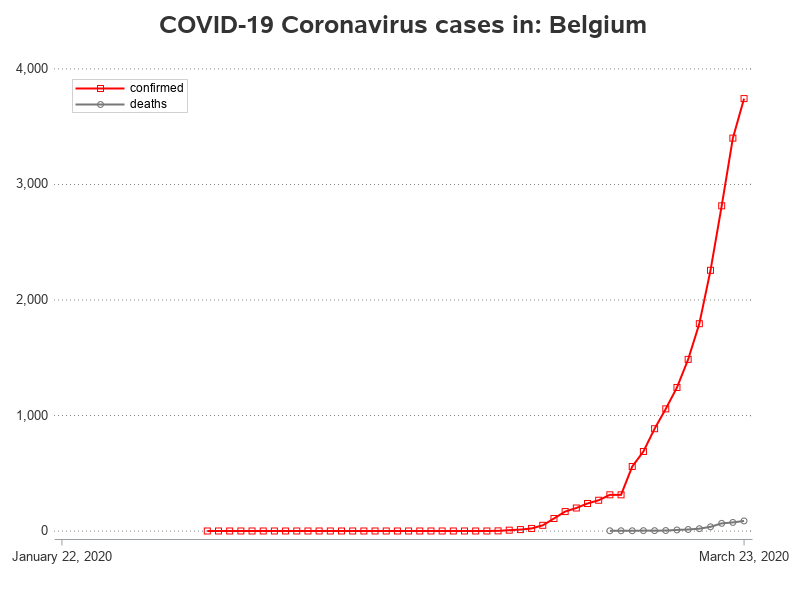 COVID-19 Coronavirus cases in: Belgium
4,000
confirmed
deaths
3,000
2,000
1,000
0
January 22, 2020 March 23, 2020